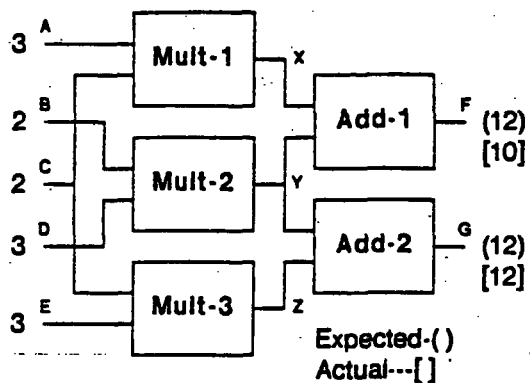 A
3
Mult-1
X
B
2
Add-1
F
(12)
[10]
C
2
Mult-2
Y
D
3
Add-2
G
(12)
[12]
E
3
Mult-3
Z
Expected-( )
Actual---[ ]